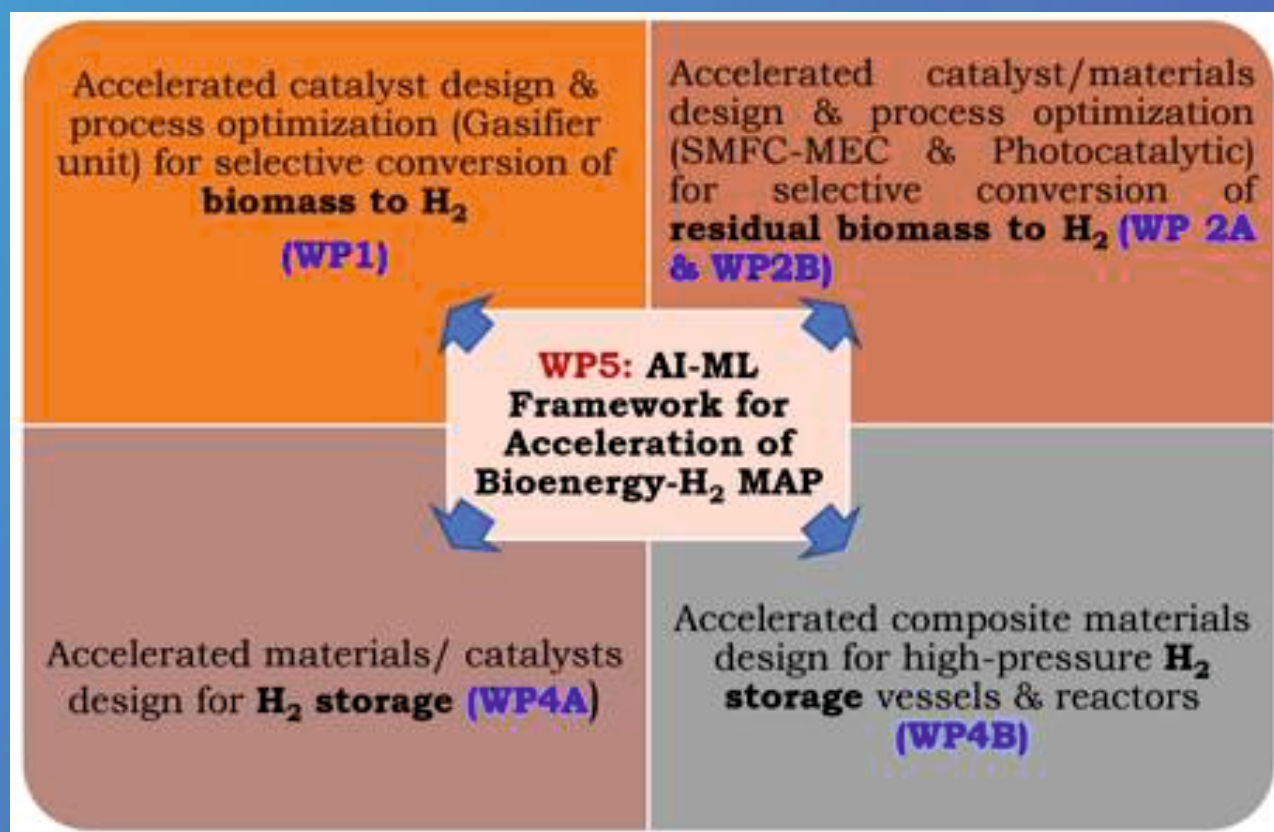 Accelerated catalyst design &
process optimization (Gasifier
unit) for selective conversion of
biomass to H₂
(WP1)
Accelerated catalyst/materials
design & process optimization
(SMFC-MEC & Photocatalytic)
for selective conversion of
residual biomass to H₂ (WP 2A
& WP2B)
WP5: AI-ML
Framework for
Acceleration of
Bioenergy-H₂ MAP
Accelerated materials/ catalysts
design for H₂ storage (WP4A)
Accelerated composite materials
design for high-pressure H₂
storage vessels & reactors
(WP4B)